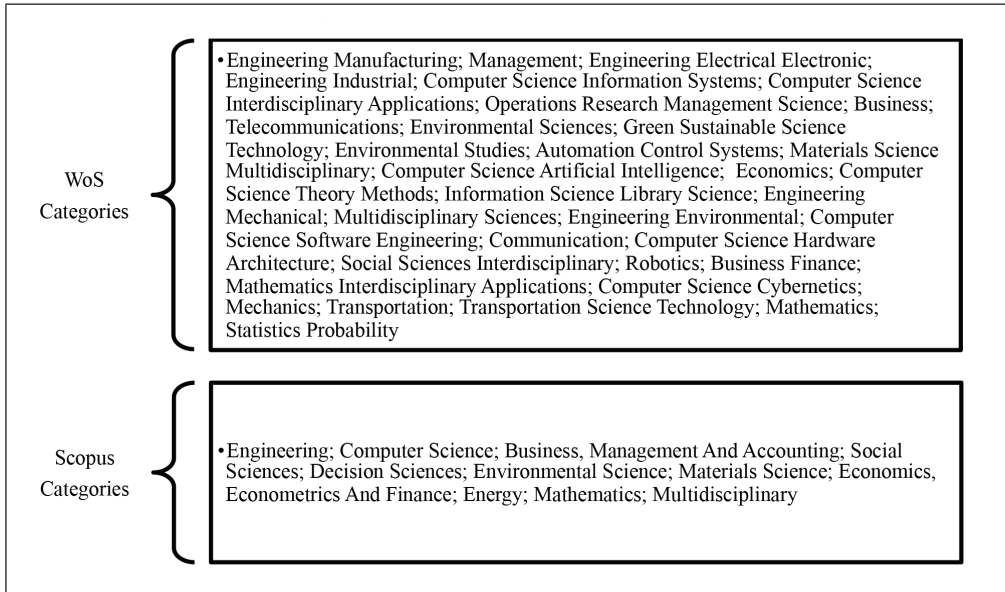 WoS
Categories
•Engineering Manufacturing; Management; Engineering Electrical Electronic;
Engineering Industrial; Computer Science Information Systems; Computer Science
Interdisciplinary Applications; Operations Research Management Science; Business;
Telecommunications; Environmental Sciences; Green Sustainable Science
Technology; Environmental Studies; Automation Control Systems; Materials Science
Multidisciplinary; Computer Science Artificial Intelligence; Economics; Computer
Science Theory Methods; Information Science Library Science; Engineering
Mechanical; Multidisciplinary Sciences; Engineering Environmental; Computer
Science Software Engineering; Communication; Computer Science Hardware
Architecture; Social Sciences Interdisciplinary; Robotics; Business Finance;
Mathematics Interdisciplinary Applications; Computer Science Cybernetics;
Mechanics; Transportation; Transportation Science Technology; Mathematics;
Statistics Probability
Scopus
Categories
•Engineering; Computer Science; Business, Management And Accounting; Social
Sciences; Decision Sciences; Environmental Science; Materials Science; Economics,
Econometrics And Finance; Energy; Mathematics; Multidisciplinary